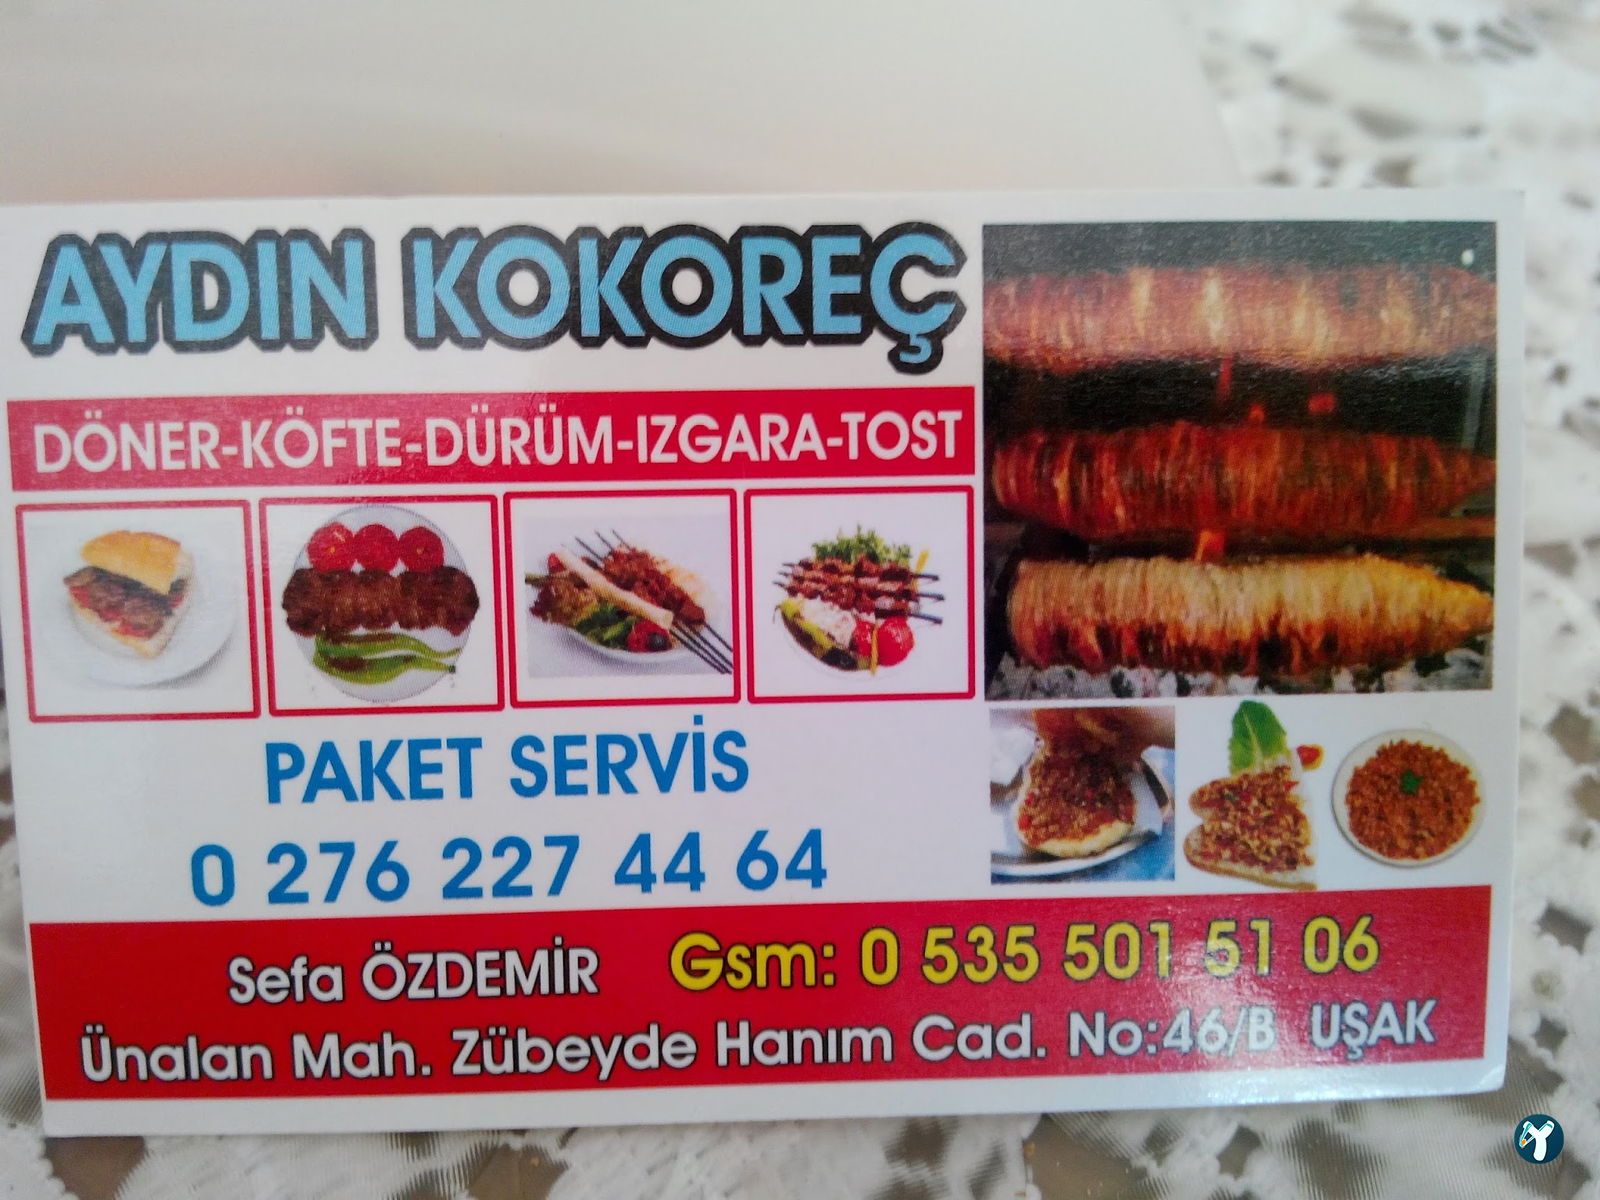 AYDIN KOKOREÇ
DÖNER-KÖFTE-DÜRÜM-IZGARA-TOST
PAKET SERVİS
0 276 227 44 64
Sefa ÖZDEMİR Gsm: 0 535 501 51 06
Ünalan Mah. Zübeyde Hanım Cad. No:46/B UŞAK